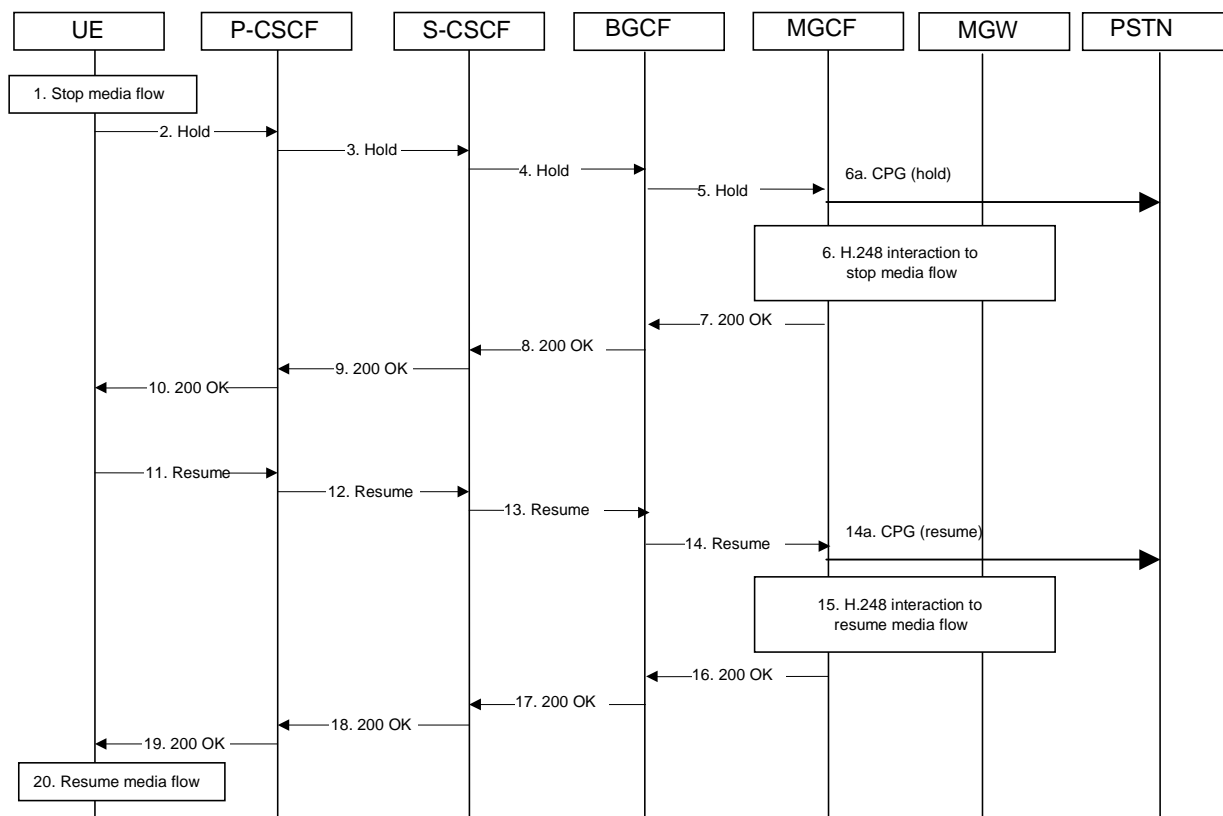 UE
P-CSCF
S-CSCF
BGCF
MGCF
MGW
PSTN
1. Stop media flow
2. Hold
3. Hold
4. Hold
5. Hold
6a. CPG (hold)
6. H.248 interaction to
stop media flow
7. 200 OK
8. 200 OK
9. 200 OK
10. 200 OK
11. Resume
12. Resume
13. Resume
14. Resume
14a. CPG (resume)
15. H.248 interaction to
resume media flow
16. 200 OK
17. 200 OK
18. 200 OK
19. 200 OK
20. Resume media flow